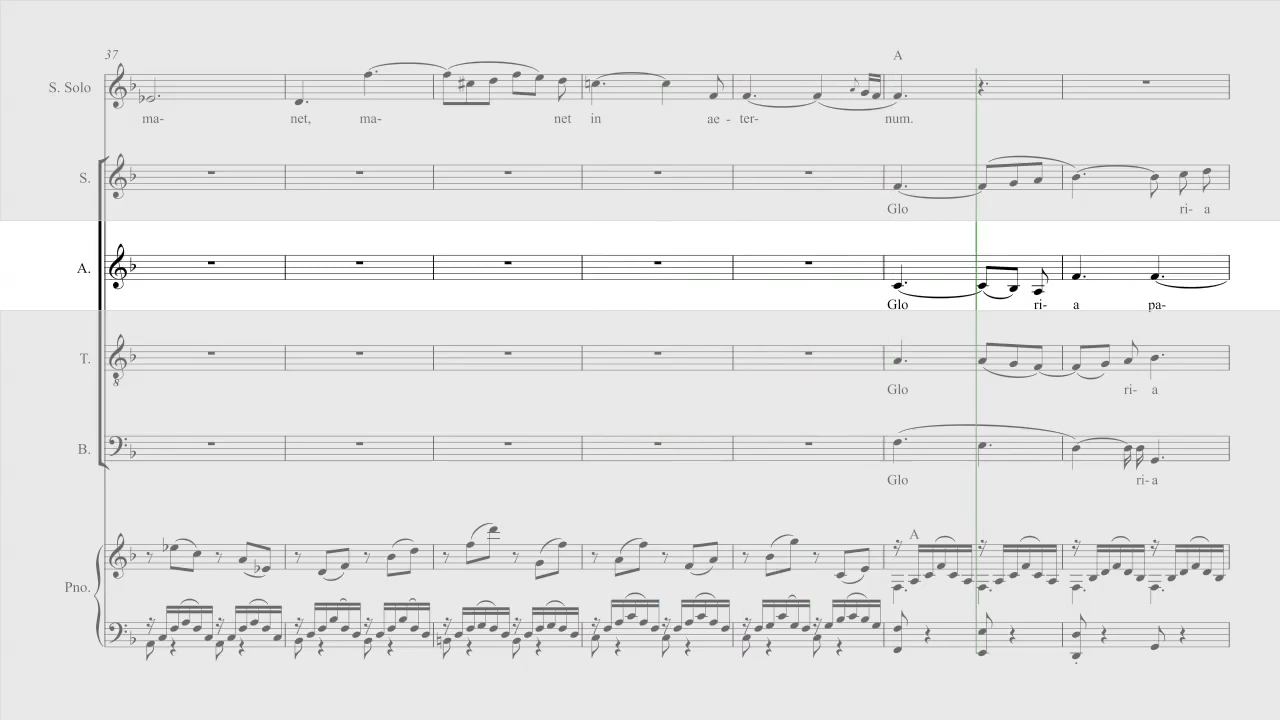 37
A
S. Solo
ma- net, ma- net in ae - ter- num.
S.
Glo ri- a
A.
Glo ri- a pa-
T.
Glo ri- a
B.
Glo ri- a
A
Pno.